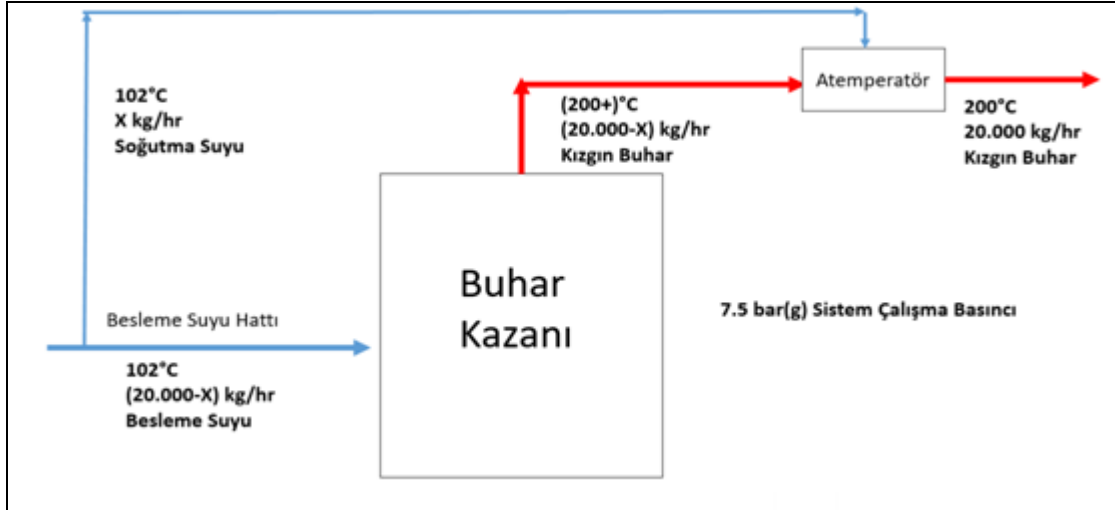 102°C
X kg/hr
Soğutma Suyu
(200+)°C
(20.000-X) kg/hr
Kızgın Buhar
Atemperatör
200°C
20.000 kg/hr
Kızgın Buhar
Buhar
Kazanı
7.5 bar(g) Sistem Çalışma Basıncı
Besleme Suyu Hattı
102°C
(20.000-X) kg/hr
Besleme Suyu